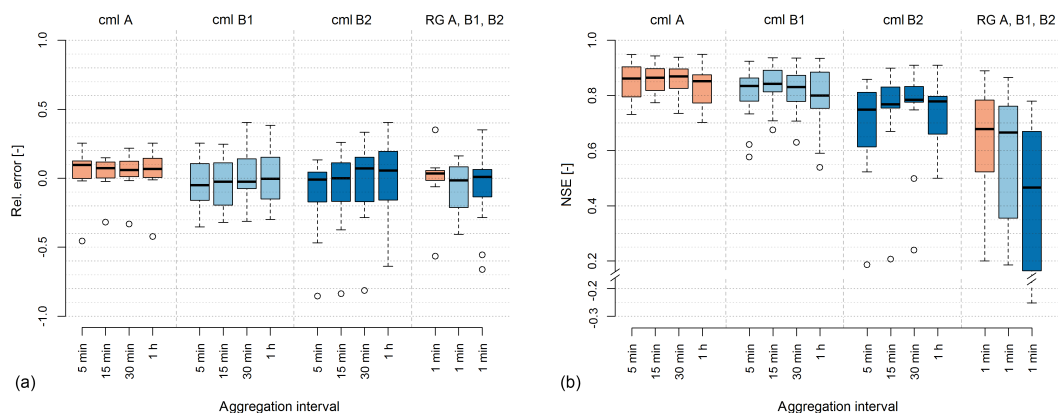 cml A cml B1 cml B2 RG A, B1, B2
1.0
0.5
0.0
-0.5
-1.0
Rel. error [-]
5 min 15 min 30 min 1 h 5 min 15 min 30 min 1 h 5 min 15 min 30 min 1 h 1 min 1 min 1 min
(a)
Aggregation interval
cml A cml B1 cml B2 RG A, B1, B2
1.0
0.8
0.6
0.4
0.2
-0.2
-0.3
NSE [-]
5 min 15 min 30 min 1 h 5 min 15 min 30 min 1 h 5 min 15 min 30 min 1 h 1 min 1 min 1 min
(b)
Aggregation interval